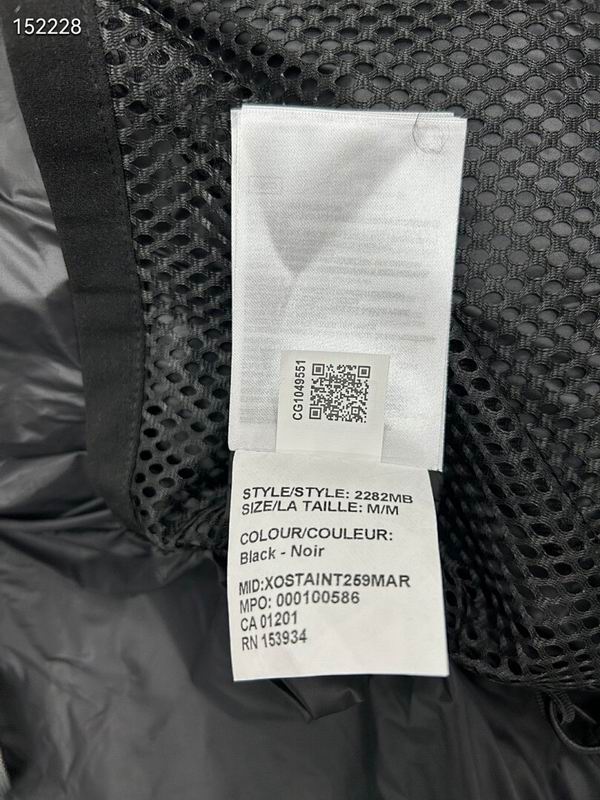 152228
CG1049551
STYLE/STYLE: 2282MB
SIZE/LA TAILLE: M/M
COLOUR/COULEUR:
Black - Noir
MID:XOSTAINT259MAR
MPO: 000100586
CA 01201
RN 153934